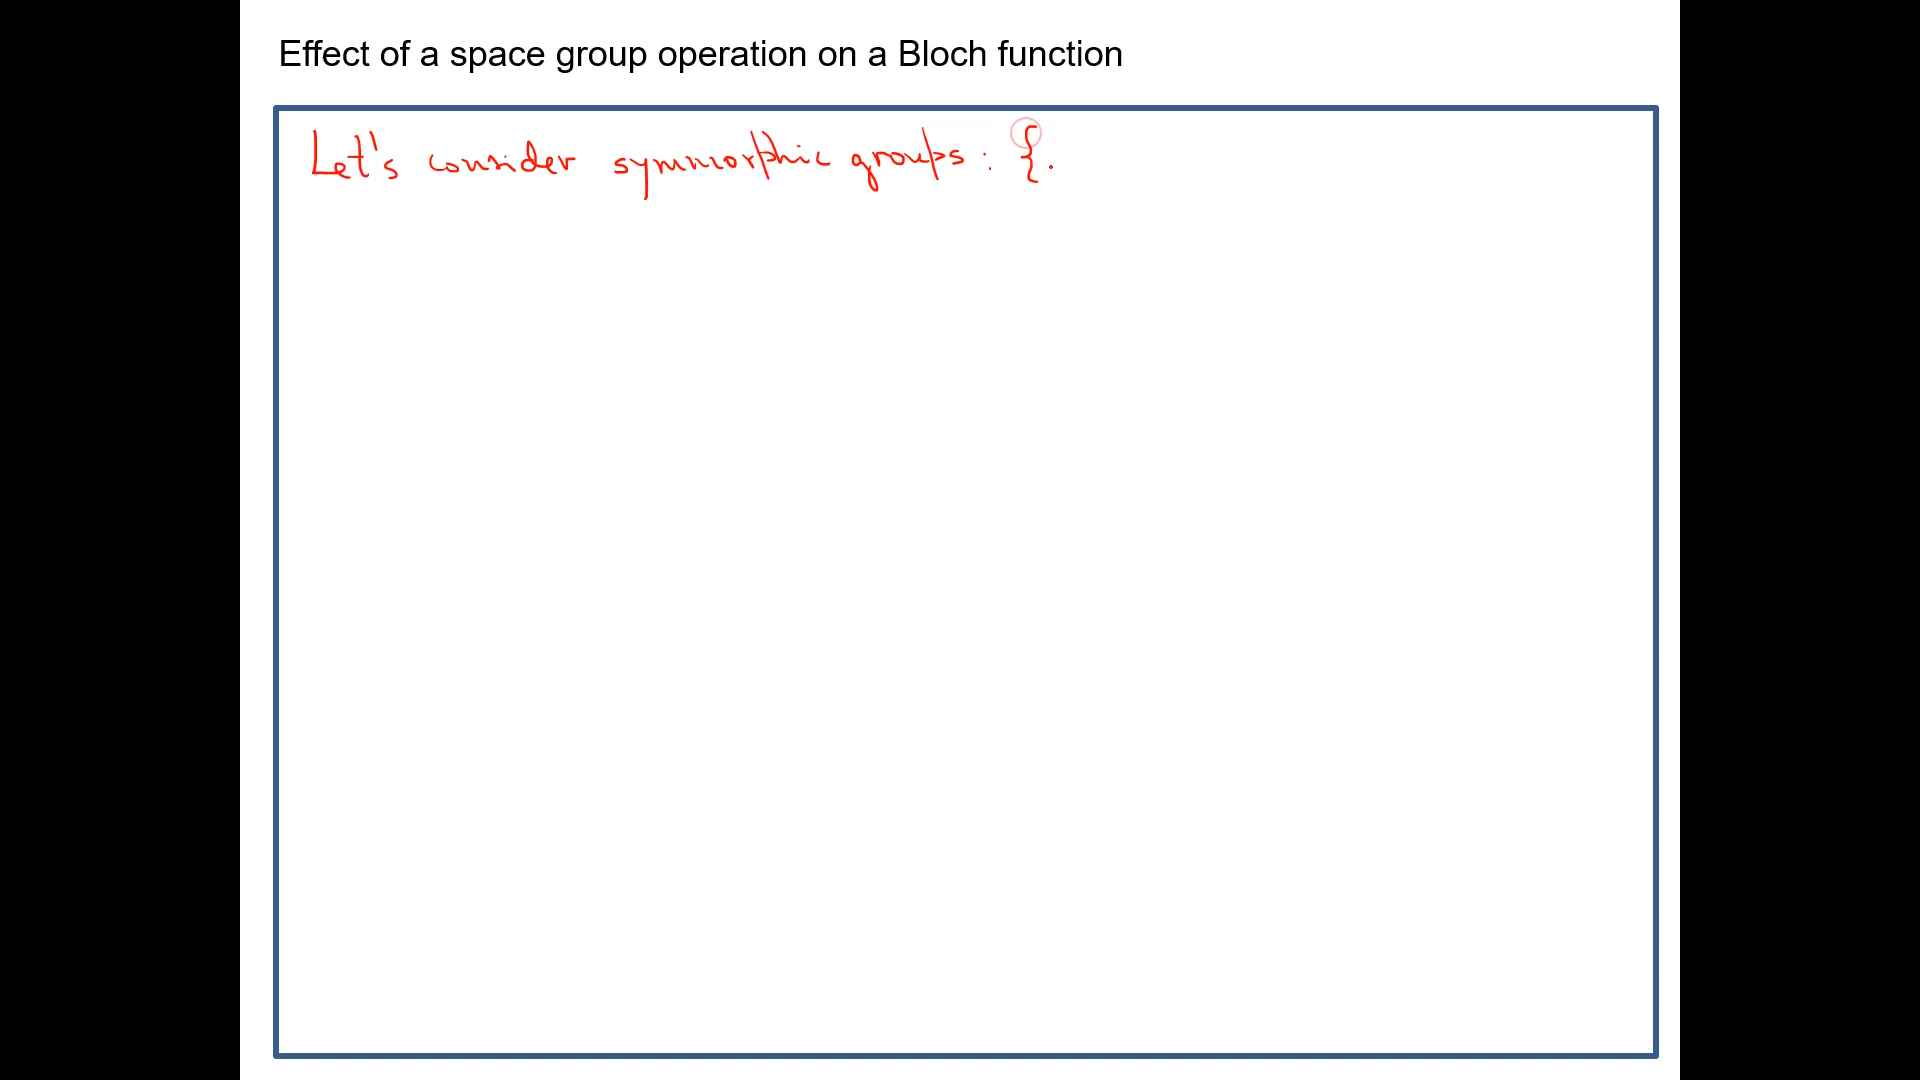 Effect of a space group operation on a Bloch function
Let's consider symmorphic groups: {.